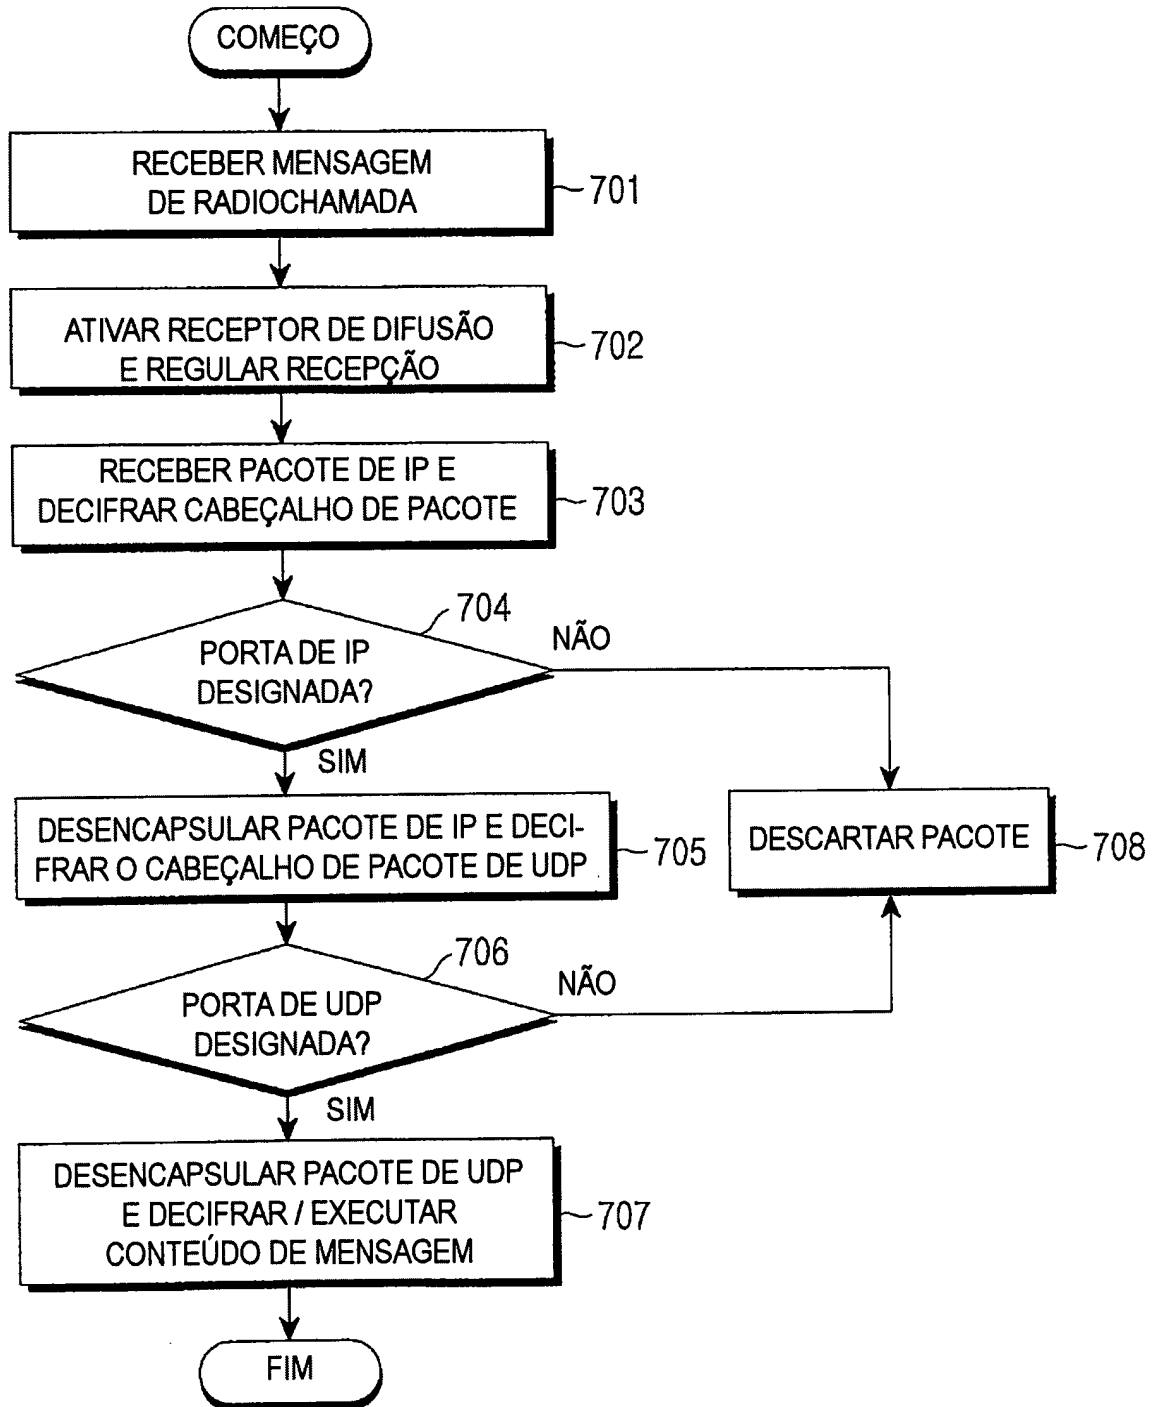 COMEÇO
RECEBER MENSAGEM
DE RADIOCHAMADA
701
ATIVAR RECEPTOR DE DIFUSÃO
E REGULAR RECEPÇÃO
702
RECEBER PACOTE DE IP E
DECIFRAR CABEÇALHO DE PACOTE
703
704
PORTA DE IP
DESIGNADA?
NÃO
SIM
DESENCAPSULAR PACOTE DE IP E DECI-
FRAR O CABEÇALHO DE PACOTE DE UDP
705
DESCARTAR PACOTE
708
706
PORTA DE UDP
DESIGNADA?
NÃO
SIM
DESENCAPSULAR PACOTE DE UDP
E DECIFRAR / EXECUTAR
CONTEÚDO DE MENSAGEM
707
FIM